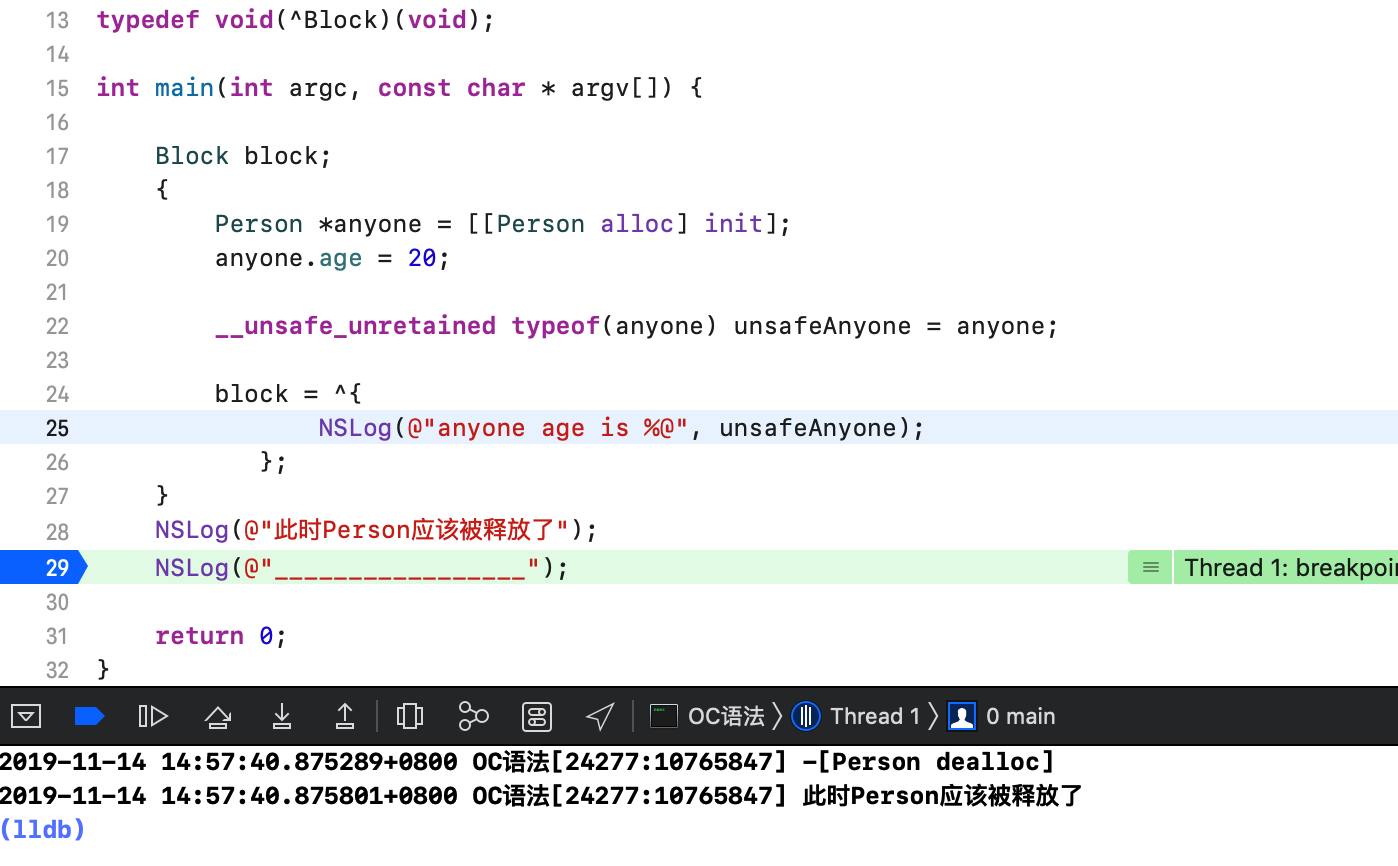 13 typedef void(^Block)(void);
14
15 int main(int argc, const char * argv[]) {
16
17     Block block;
18     {
19         Person *anyone = [[Person alloc] init];
20         anyone.age = 20;
21
22         __unsafe_unretained typeof(anyone) unsafeAnyone = anyone;
23
24         block = ^{
25                NSLog(@"anyone age is %@", unsafeAnyone);
26            };
27     }
28     NSLog(@"此时Person应该被释放了");
29     NSLog(@"_________________"); Thread 1: breakpoi
30
31     return 0;
32 }
OC语法 〉 Thread 1 〉 0 main
2019-11-14 14:57:40.875289+0800 OC语法[24277:10765847] -[Person dealloc]
2019-11-14 14:57:40.875801+0800 OC语法[24277:10765847] 此时Person应该被释放了
(lldb)